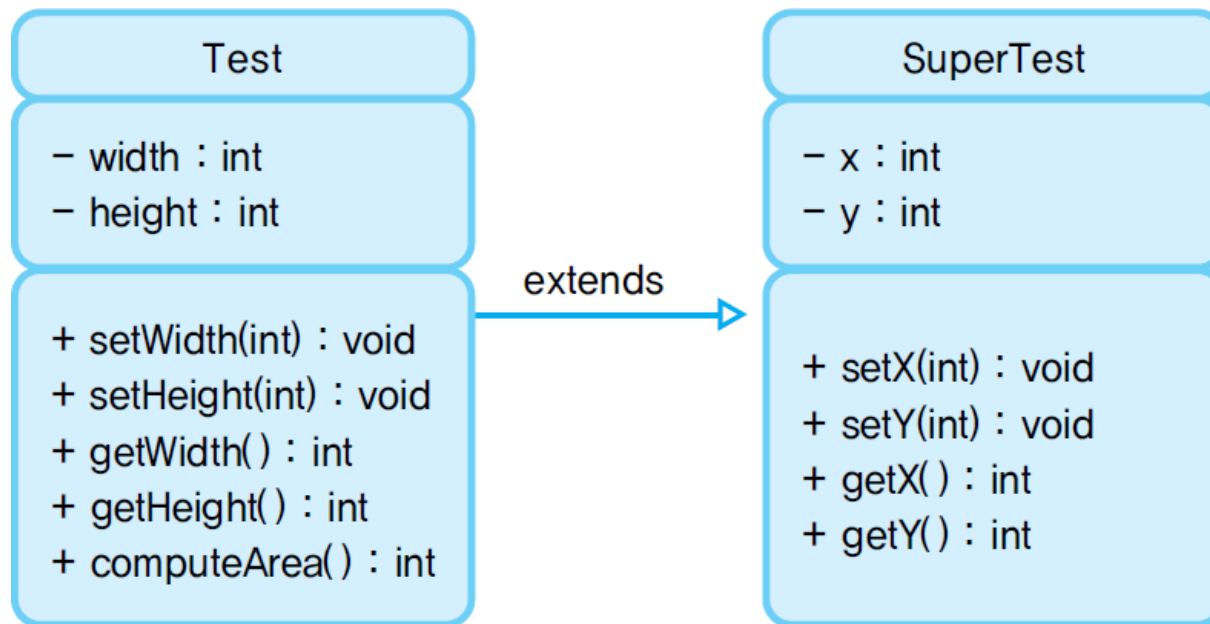 Test
- width : int
- height : int
+ setWidth(int) : void
+ setHeight(int) : void
+ getWidth() : int
+ getHeight() : int
+ computeArea() : int
extends
SuperTest
- x : int
- y : int
+ setX(int) : void
+ setY(int) : void
+ getX() : int
+ getY() : int